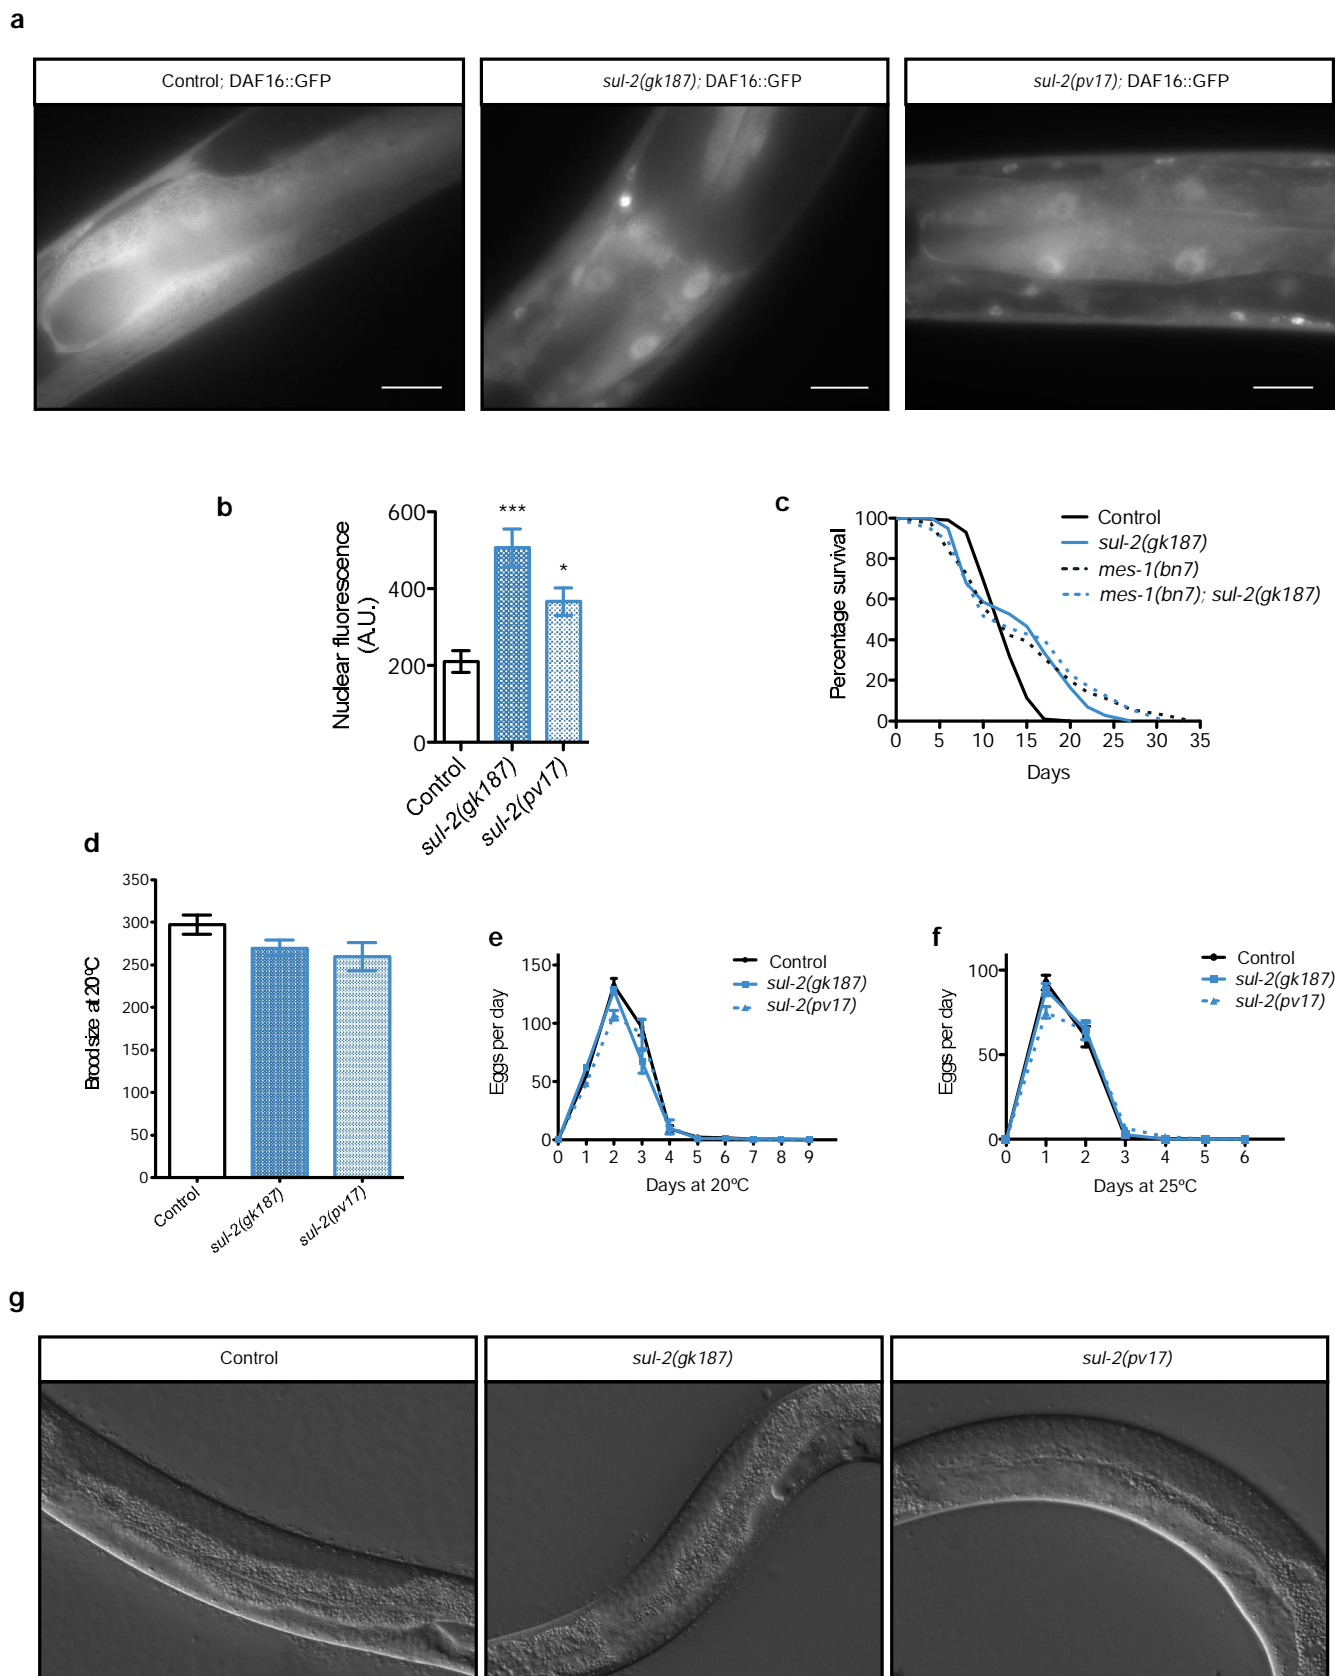 a
Control; DAF16::GFP
sul-2(gk187); DAF16::GFP
sul-2(pv17); DAF16::GFP
b
Nuclear fluorescence
(A.U.)
600
400
200
0
***
*
Control
sul-2(gk187)
sul-2(pv17)
c
Percentage survival
100
80
60
40
20
0
0 5 10 15 20 25 30 35
Days
Control
sul-2(gk187)
mes-1(bn7)
mes-1(bn7); sul-2(gk187)
d
Brood size at 20ºC
350
300
250
200
150
100
50
0
Control
sul-2(gk187)
sul-2(pv17)
e
Eggs per day
150
100
50
0
0 1 2 3 4 5 6 7 8 9
Days at 20ºC
Control
sul-2(gk187)
sul-2(pv17)
f
Eggs per day
100
50
0
0 1 2 3 4 5 6
Days at 25ºC
Control
sul-2(gk187)
sul-2(pv17)
g
Control
sul-2(gk187)
sul-2(pv17)